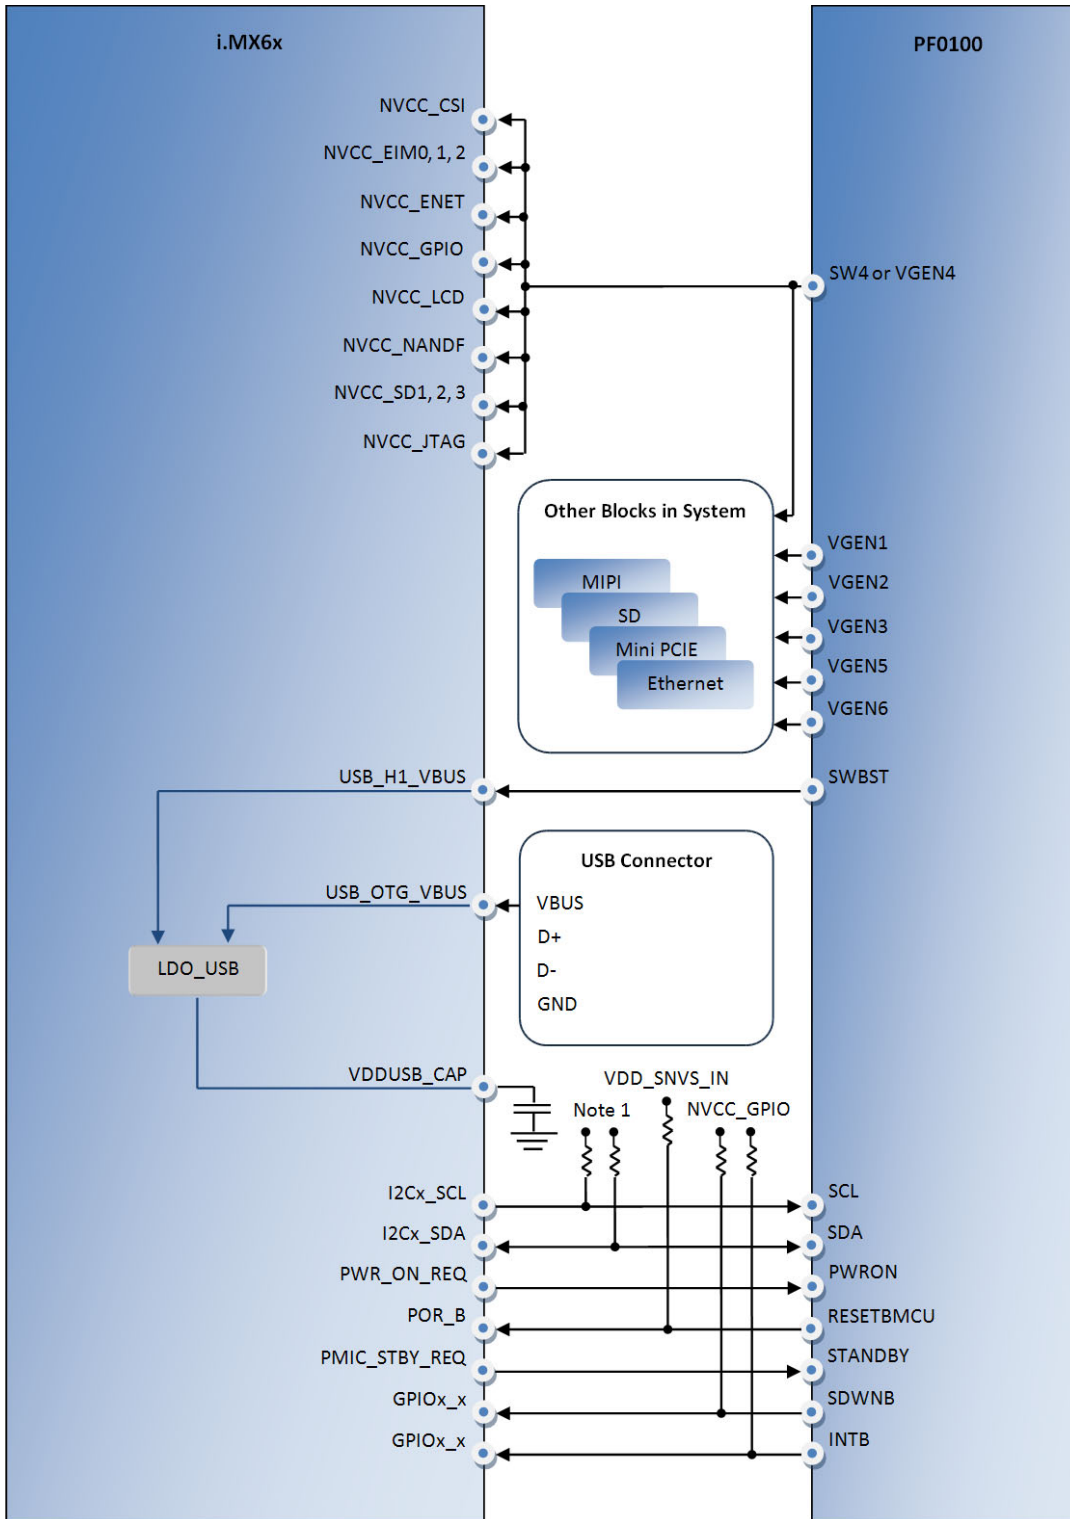 i.MX6x
PF0100
NVCC_CSI
NVCC_EIM0, 1, 2
NVCC_ENET
NVCC_GPIO
SW4 or VGEN4
NVCC_LCD
NVCC_NANDF
NVCC_SD1, 2, 3
NVCC_JTAG
Other Blocks in System
MIPI
SD
Mini PCIE
Ethernet
VGEN1
VGEN2
VGEN3
VGEN5
VGEN6
USB_H1_VBUS
SWBST
USB Connector
USB_OTG_VBUS
VBUS
D+
D-
GND
LDO_USB
VDDUSB_CAP
VDD_SNVS_IN
Note 1
NVCC_GPIO
I2Cx_SCL
SCL
I2Cx_SDA
SDA
PWR_ON_REQ
PWRON
POR_B
RESETBMCU
PMIC_STBY_REQ
STANDBY
GPIOx_x
SDWNB
GPIOx_x
INTB